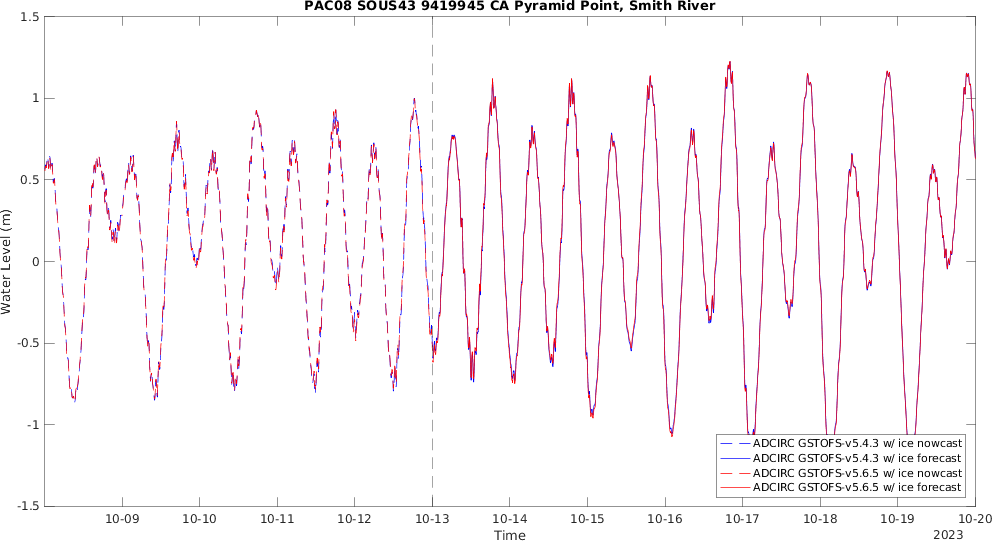 PAC08 SOUS43 9419945 CA Pyramid Point, Smith River
1.5
1
0.5
0
-0.5
-1
-1.5
Water Level (m)
ADCIRC GSTOFS-v5.4.3 w/ ice nowcast
ADCIRC GSTOFS-v5.4.3 w/ ice forecast
ADCIRC GSTOFS-v5.6.5 w/ ice nowcast
ADCIRC GSTOFS-v5.6.5 w/ ice forecast
10-09 10-10 10-11 10-12 10-13 10-14 10-15 10-16 10-17 10-18 10-19 10-20
Time
2023